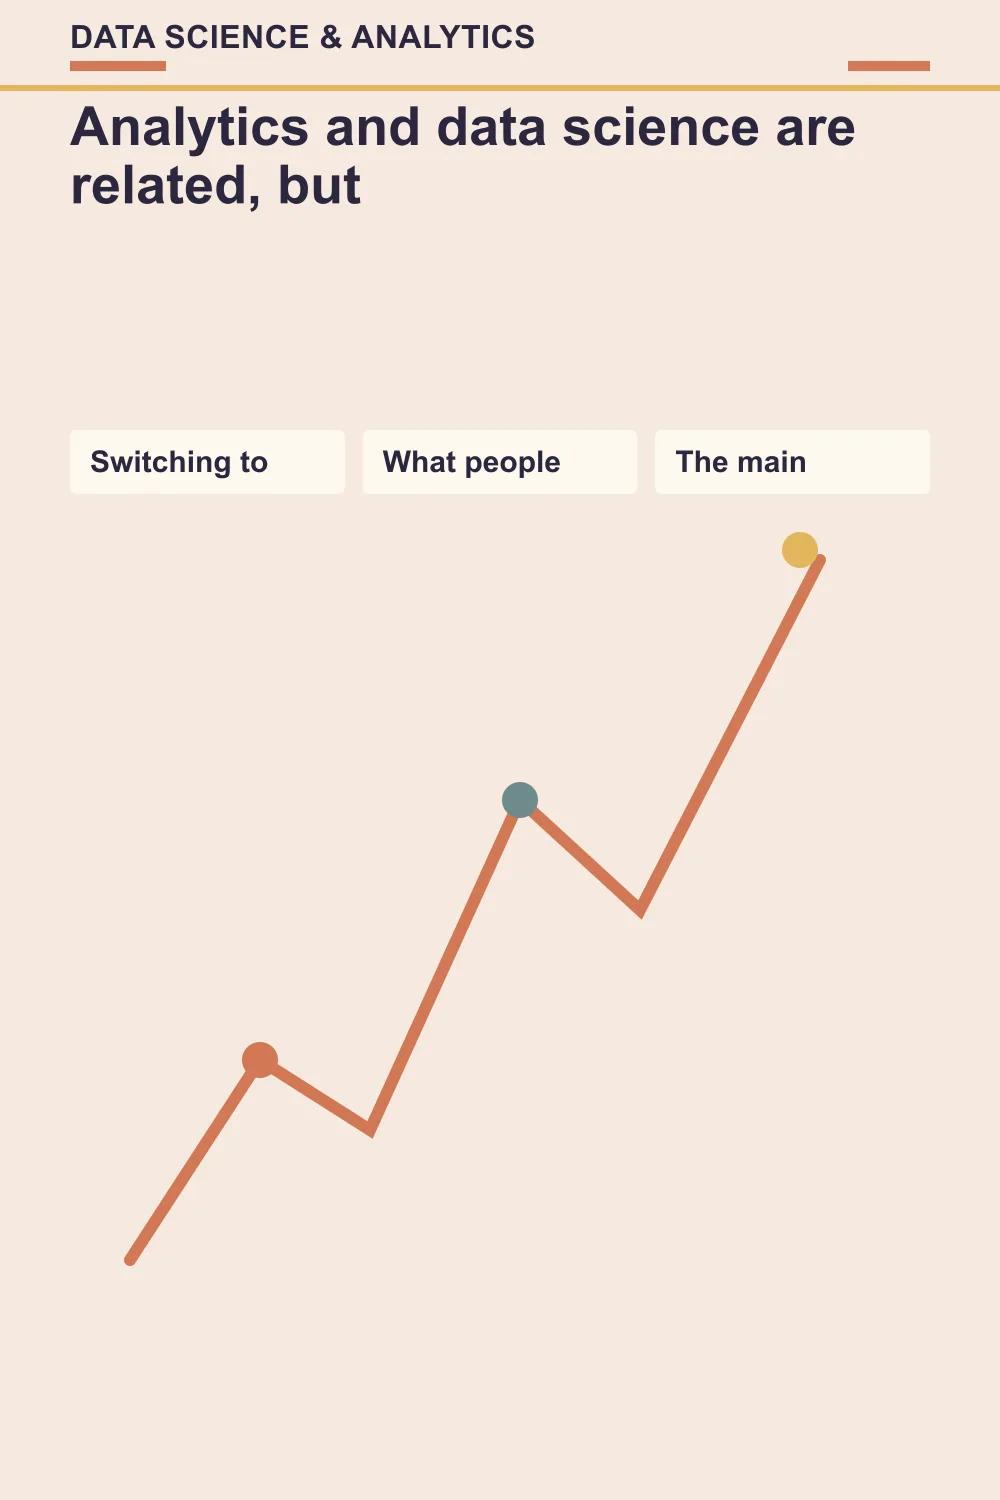 DATA SCIENCE & ANALYTICS
Analytics and data science are
related, but
Switching to
What people
The main